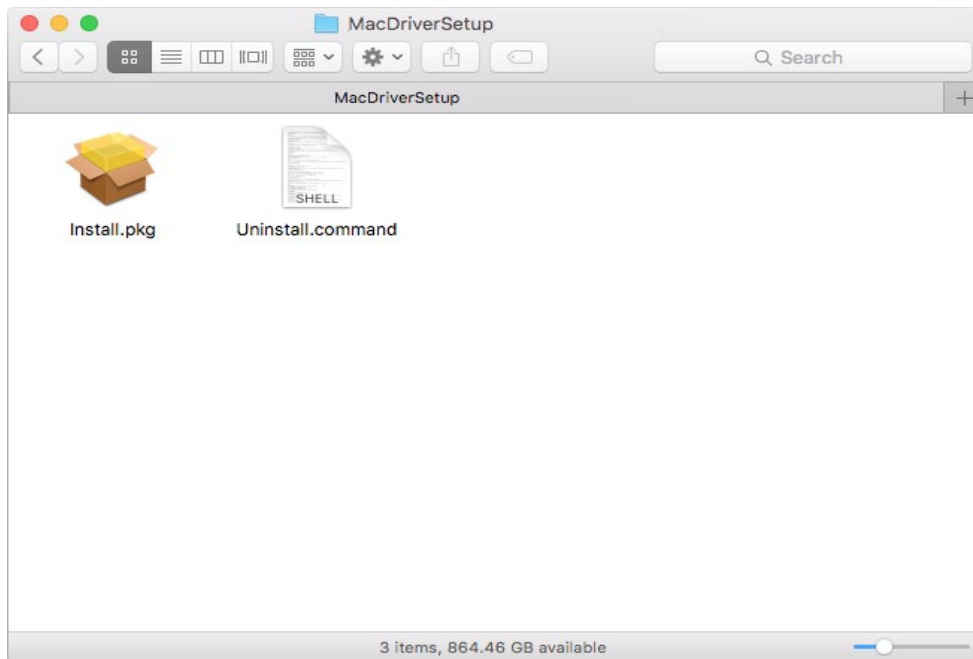 MacDriverSetup
Search
MacDriverSetup
SHELL
Install.pkg
Uninstall.command
3 items, 864.46 GB available